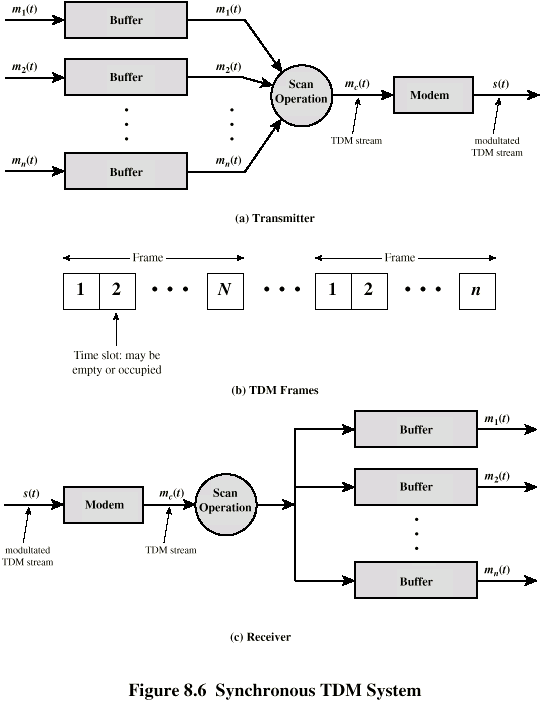 m1(t) Buffer m1(t)
m2(t) Buffer m2(t)
Scan
Operation
mc(t) Modem s(t)
TDM stream
modultated
TDM stream
mn(t) Buffer mn(t)
(a) Transmitter
Frame Frame
1 2 • • • N • • • 1 2 • • • n
Time slot: may be
empty or occupied
(b) TDM Frames
Buffer m1(t)
Buffer m2(t)
s(t) Modem mc(t)
Scan
Operation
modultated
TDM stream
TDM stream
Buffer mn(t)
(c) Receiver
Figure 8.6 Synchronous TDM System